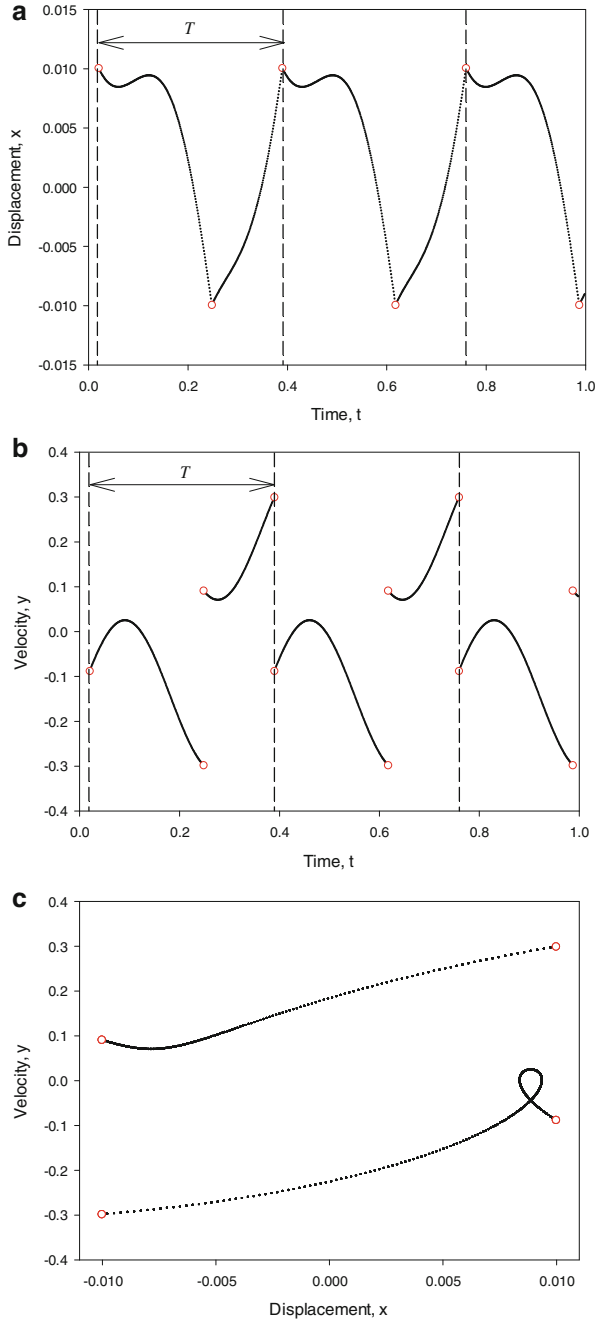 a
T
0.015
0.010
0.005
0.000
-0.005
-0.010
-0.015
Displacement, x
0.0 0.2 0.4 0.6 0.8 1.0
Time, t
b
T
0.4
0.3
0.2
0.1
0.0
-0.1
-0.2
-0.3
-0.4
Velocity, y
0.0 0.2 0.4 0.6 0.8 1.0
Time, t
c
0.4
0.3
0.2
0.1
0.0
-0.1
-0.2
-0.3
-0.4
Velocity, y
-0.010 -0.005 0.000 0.005 0.010
Displacement, x